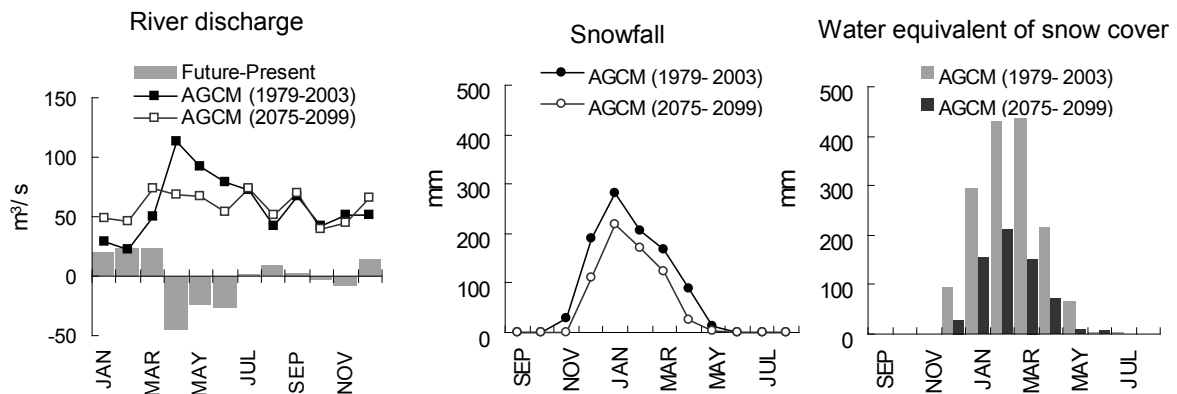 River discharge
Future-Present
AGCM (1979-2003)
AGCM (2075-2099)
150
100
50
0
-50
m³/ s
JAN
MAR
MAY
JUL
SEP
NOV
Snowfall
AGCM (1979- 2003)
AGCM (2075- 2099)
500
400
300
200
100
0
mm
SEP
NOV
JAN
MAR
MAY
JUL
Water equivalent of snow cover
AGCM (1979- 2003)
AGCM (2075- 2099)
500
400
300
200
100
0
mm
SEP
NOV
JAN
MAR
MAY
JUL